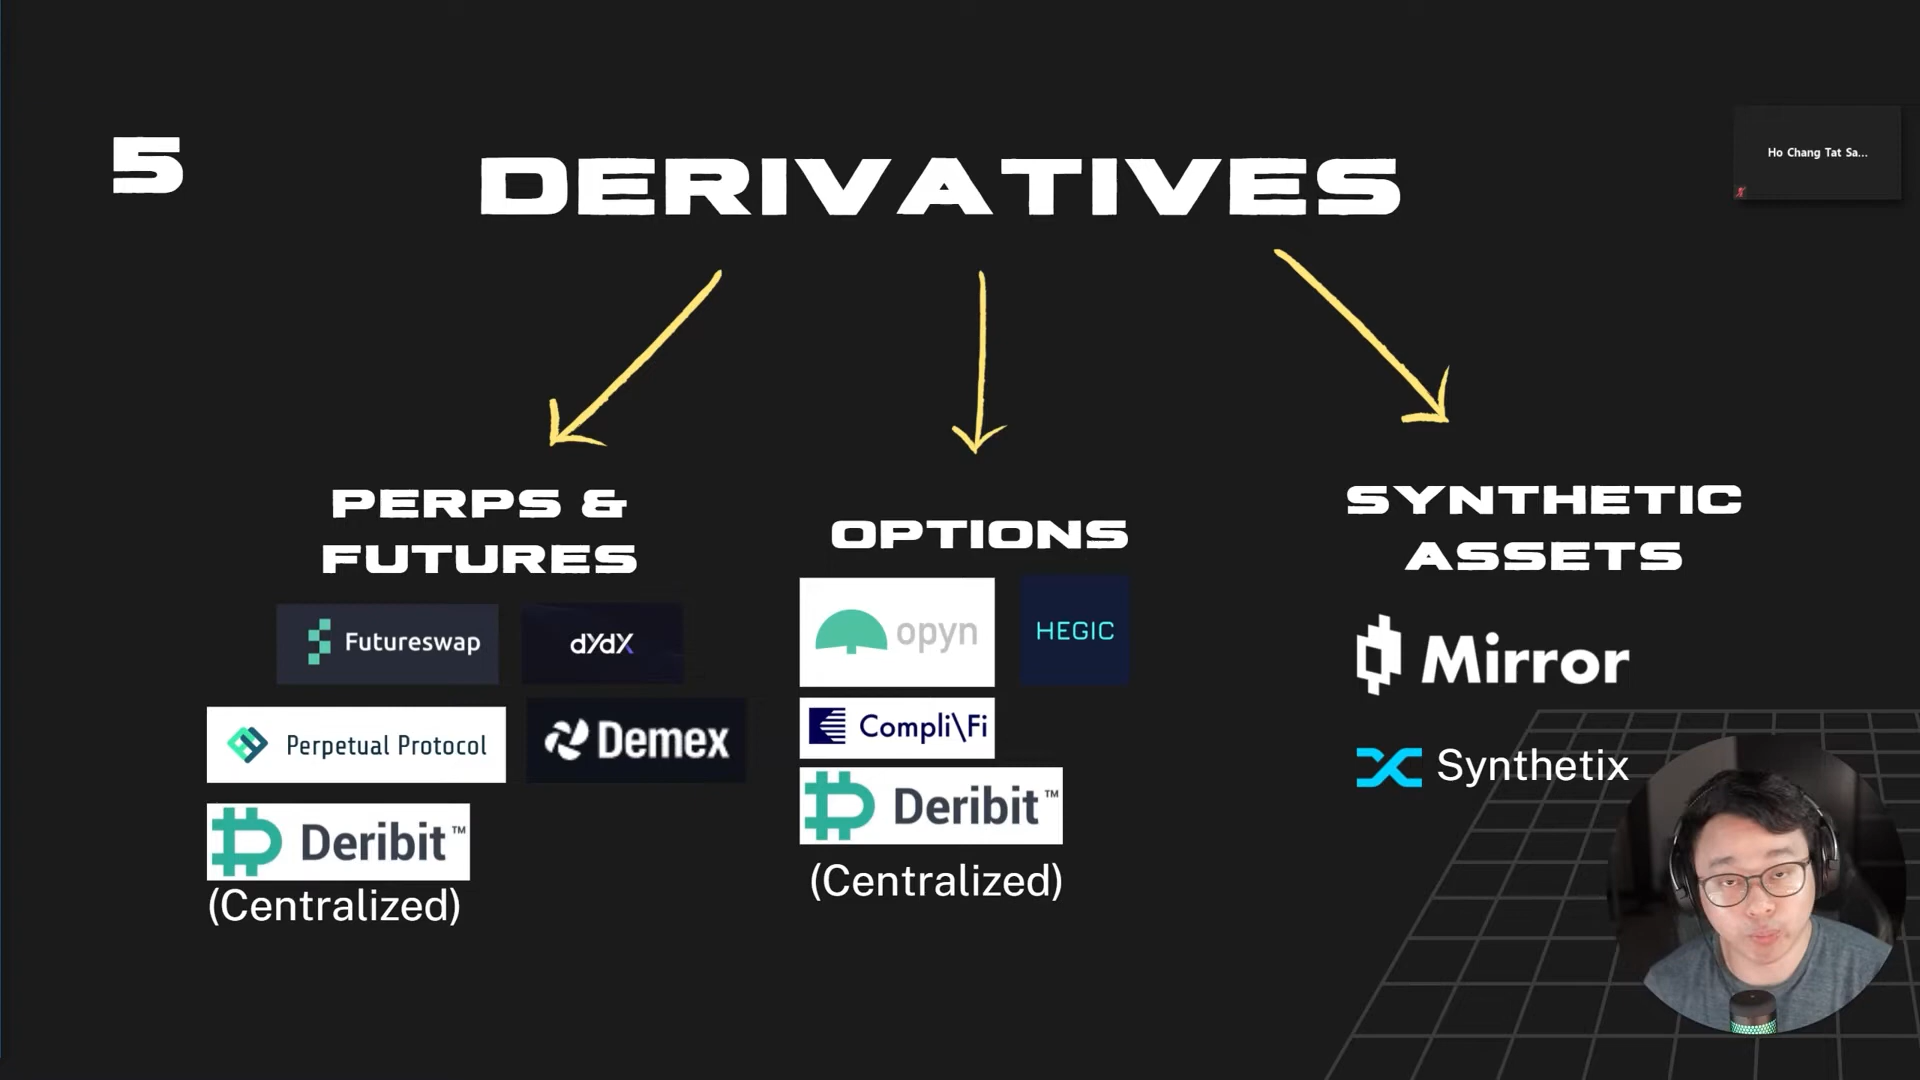 5
DERIVATIVES
Ho Chang Tat Sa...
PERPS &
FUTURES
Futureswap
dYdX
Perpetual Protocol
Demex
Deribit™
(Centralized)
OPTIONS
opyn
HEGIC
Compli\Fi
Deribit™
(Centralized)
SYNTHETIC
ASSETS
Mirror
Synthetix